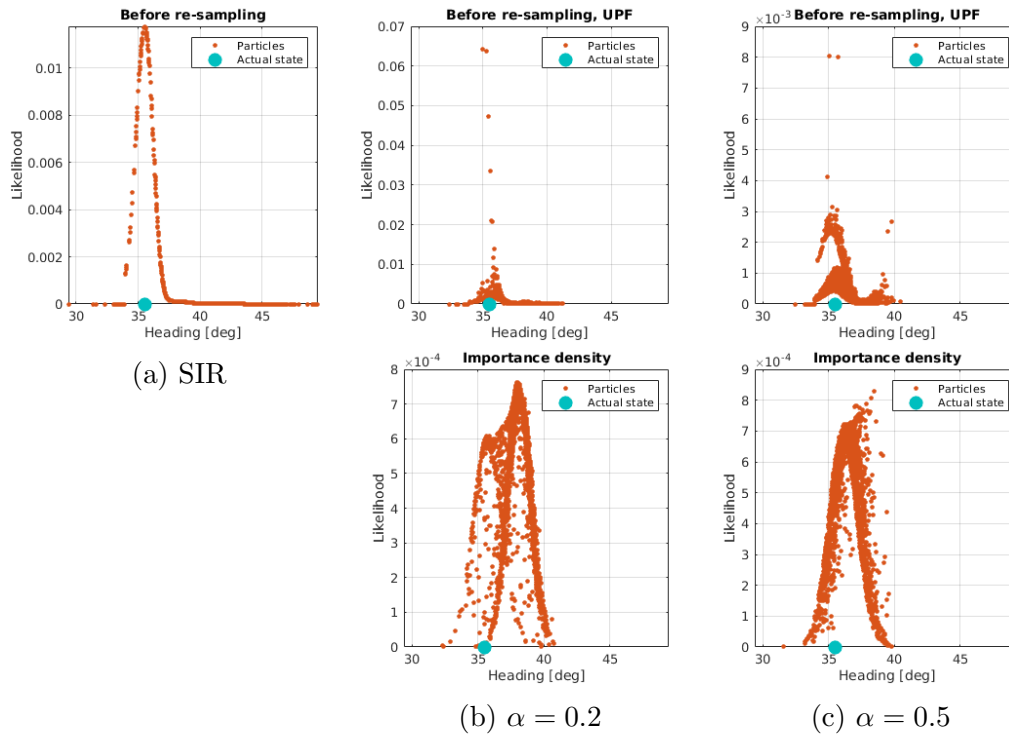 Before re-sampling
Particles
Actual state
Likelihood
0.01
0.008
0.006
0.004
0.002
0
30 35 40 45
Heading [deg]
(a) SIR
Before re-sampling, UPF
Particles
Actual state
Likelihood
0.07
0.06
0.05
0.04
0.03
0.02
0.01
0
30 35 40 45
Heading [deg]
×10⁻³ Before re-sampling, UPF
Particles
Actual state
Likelihood
9
8
7
6
5
4
3
2
1
0
30 35 40 45
Heading [deg]
×10⁻⁴ Importance density
Particles
Actual state
Likelihood
8
7
6
5
4
3
2
1
0
30 35 40 45
Heading [deg]
(b) α = 0.2
×10⁻⁴ Importance density
Particles
Actual state
Likelihood
9
8
7
6
5
4
3
2
1
0
30 35 40 45
Heading [deg]
(c) α = 0.5